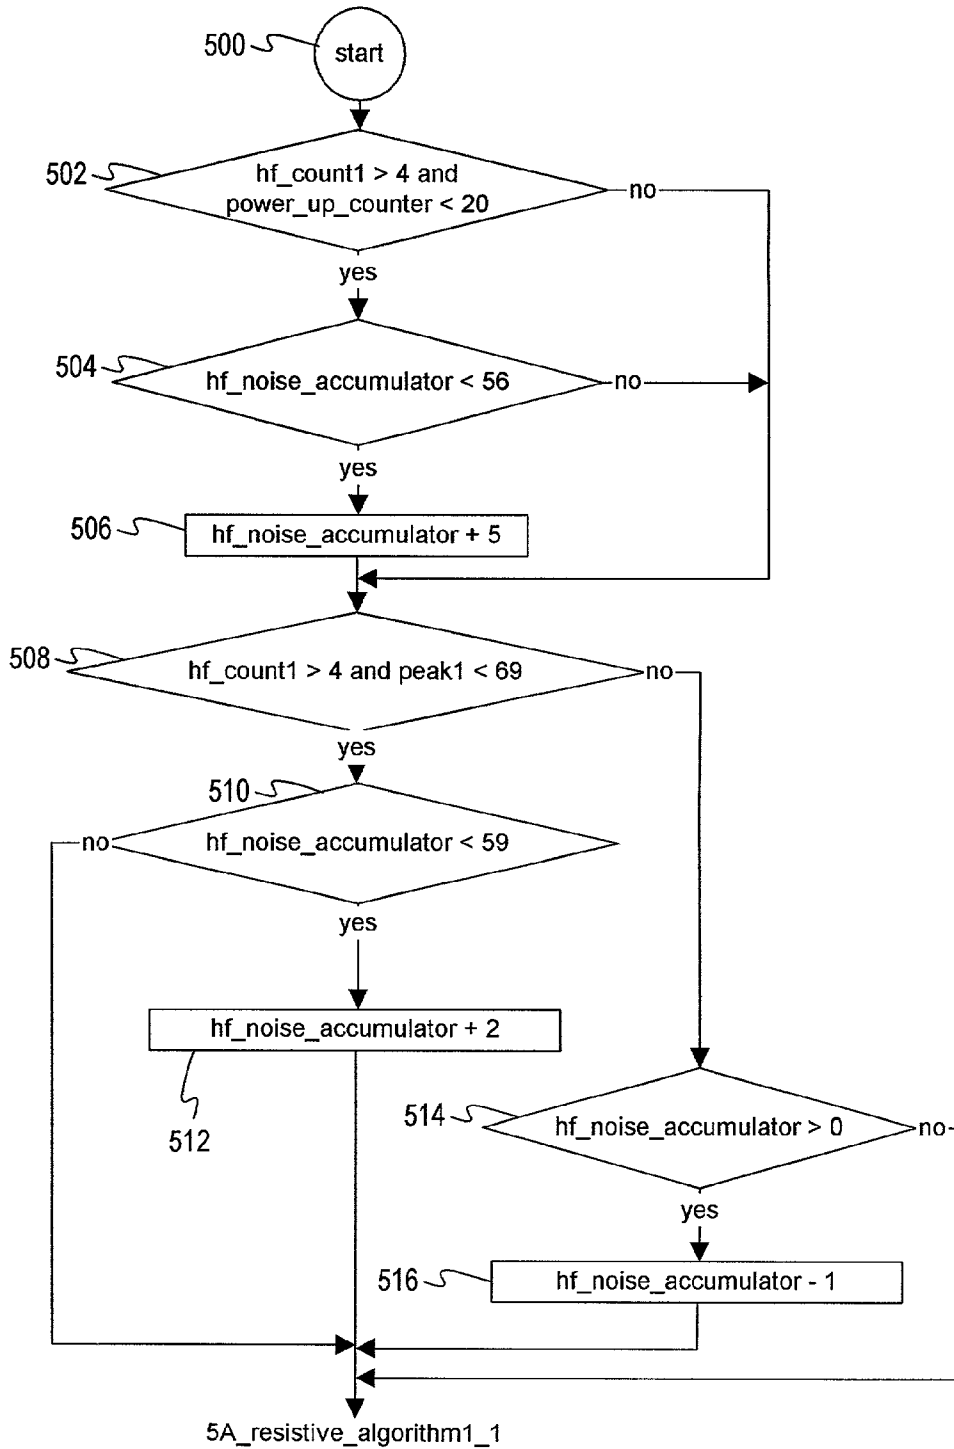 500
start
502
hf_count1 > 4 and
power_up_counter < 20
no
yes
504
hf_noise_accumulator < 56
no
yes
506
hf_noise_accumulator + 5
508
hf_count1 > 4 and peak1 < 69
no
yes
510
no
hf_noise_accumulator < 59
yes
hf_noise_accumulator + 2
512
514
hf_noise_accumulator > 0
no
yes
516
hf_noise_accumulator - 1
5A_resistive_algorithm1_1